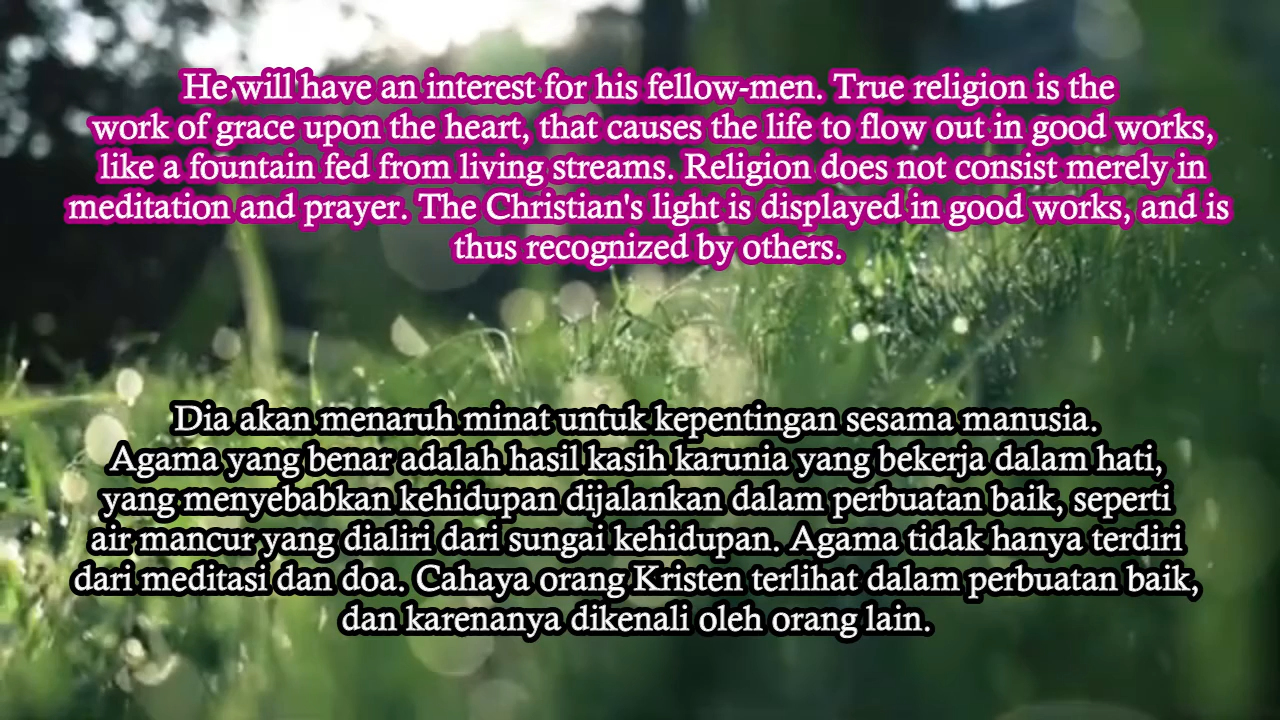 He will have an interest for his fellow-men. True religion is the
work of grace upon the heart, that causes the life to flow out in good works,
like a fountain fed from living streams. Religion does not consist merely in
meditation and prayer. The Christian's light is displayed in good works, and is
thus recognized by others.
Dia akan menaruh minat untuk kepentingan sesama manusia.
Agama yang benar adalah hasil kasih karunia yang bekerja dalam hati,
yang menyebabkan kehidupan dijalankan dalam perbuatan baik, seperti
air mancur yang dialiri dari sungai kehidupan. Agama tidak hanya terdiri
dari meditasi dan doa. Cahaya orang Kristen terlihat dalam perbuatan baik,
dan karenanya dikenali oleh orang lain.